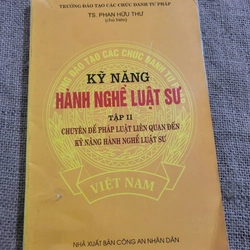 TRƯỜNG ĐÀO TẠO CÁC CHỨC DANH TƯ PHÁP
TS. PHAN HỮU THƯ
(chủ biên)
KỸ NĂNG
HÀNH NGHỀ LUẬT SƯ
TẬP II
CHUYÊN ĐỀ PHÁP LUẬT LIÊN QUAN ĐẾN
KỸ NĂNG HÀNH NGHỀ LUẬT SƯ
VIỆT NAM
NHÀ XUẤT BẢN CÔNG AN NHÂN DÂN